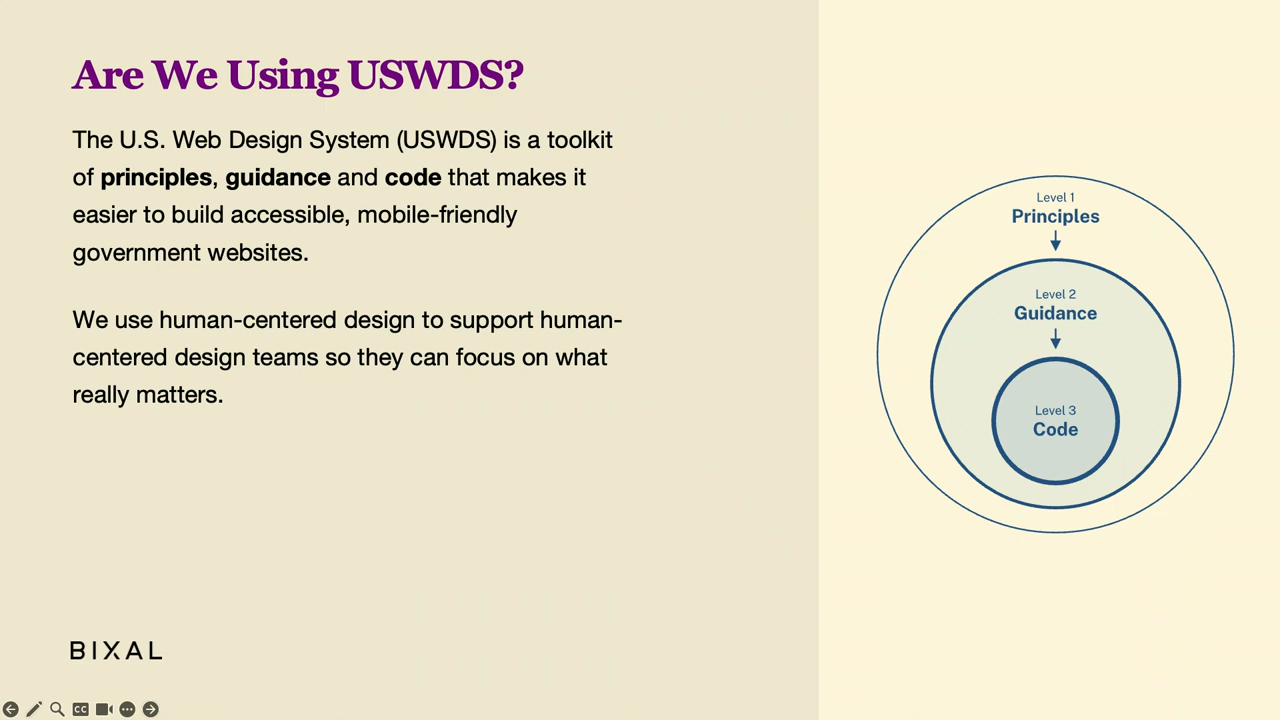 Are We Using USWDS?
The U.S. Web Design System (USWDS) is a toolkit
of principles, guidance and code that makes it
easier to build accessible, mobile-friendly
government websites.
We use human-centered design to support human-
centered design teams so they can focus on what
really matters.
BIXAL
CC
Level 1
Principles
Level 2
Guidance
Level 3
Code